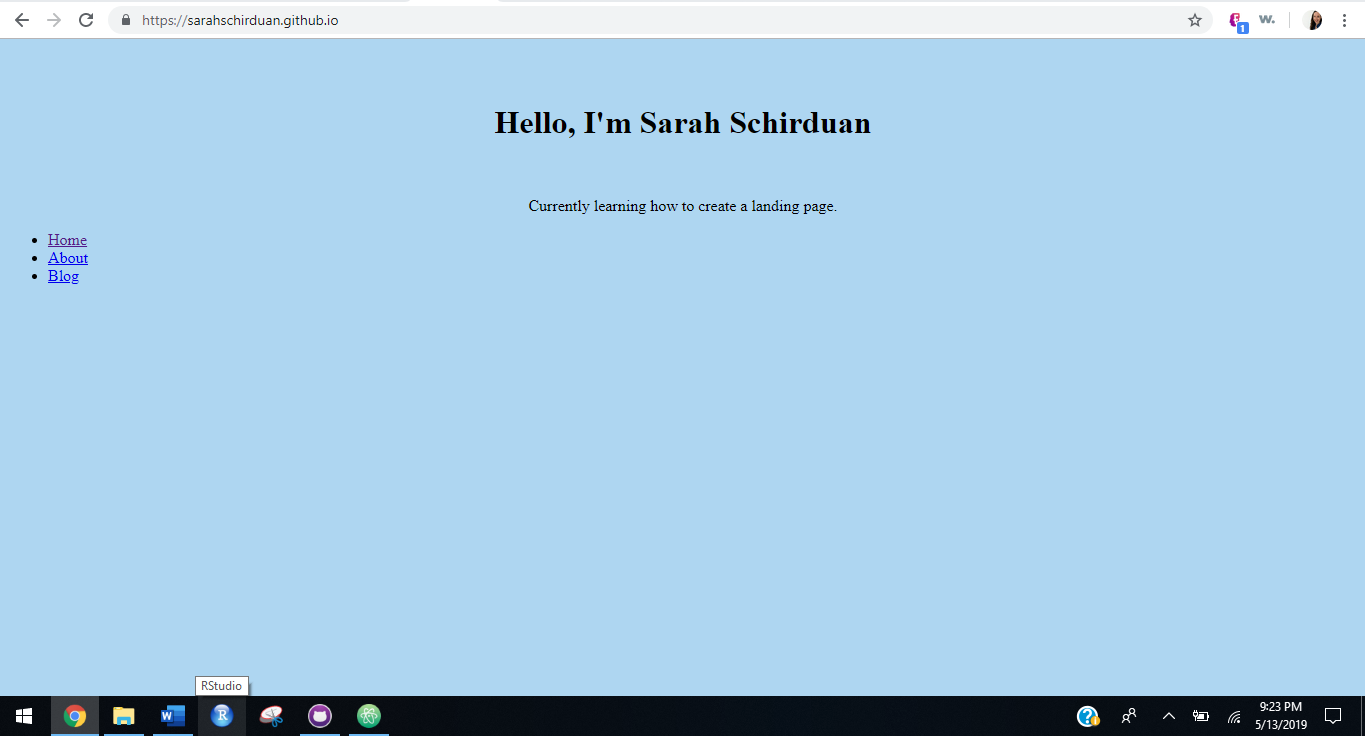 https://sarahschirduan.github.io
1
w.
Hello, I'm Sarah Schirduan
Currently learning how to create a landing page.
Home
About
Blog
RStudio
W
R
?
9:23 PM
5/13/2019